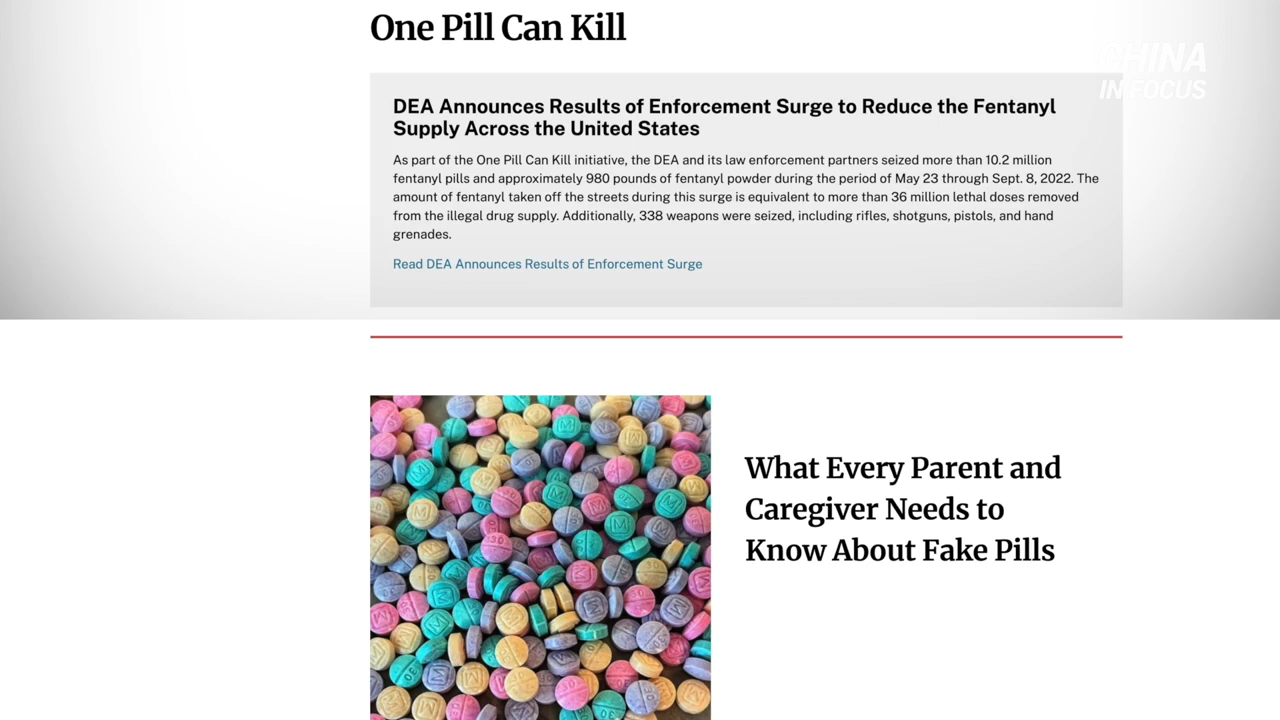 One Pill Can Kill
CHINA
IN FOCUS
DEA Announces Results of Enforcement Surge to Reduce the Fentanyl
Supply Across the United States
As part of the One Pill Can Kill initiative, the DEA and its law enforcement partners seized more than 10.2 million
fentanyl pills and approximately 980 pounds of fentanyl powder during the period of May 23 through Sept. 8, 2022. The
amount of fentanyl taken off the streets during this surge is equivalent to more than 36 million lethal doses removed
from the illegal drug supply. Additionally, 338 weapons were seized, including rifles, shotguns, pistols, and hand
grenades.
Read DEA Announces Results of Enforcement Surge
What Every Parent and
Caregiver Needs to
Know About Fake Pills